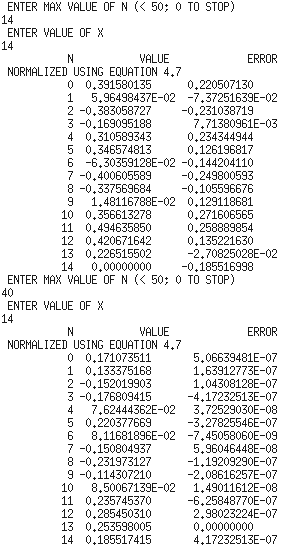 ENTER MAX VALUE OF N (< 50; 0 TO STOP)
14
ENTER VALUE OF X
14
N VALUE ERROR
NORMALIZED USING EQUATION 4.7
0 0.391580135 0.220507130
1 5.96498437E-02 -7.37251639E-02
2 -0.383058727 -0.231038719
3 -0.169095188 7.71380961E-03
4 0.310589343 0.234344944
5 0.346574813 0.126196817
6 -6.30359128E-02 -0.144204110
7 -0.400605589 -0.249800593
8 -0.337569684 -0.105596676
9 1.48116788E-02 0.129118681
10 0.356613278 0.271606565
11 0.494635850 0.258889854
12 0.420671642 0.135221630
13 0.226515502 -2.70825028E-02
14 0.00000000 -0.185516998
ENTER MAX VALUE OF N (< 50; 0 TO STOP)
40
ENTER VALUE OF X
14
N VALUE ERROR
NORMALIZED USING EQUATION 4.7
0 0.171073511 5.06639481E-07
1 0.133375168 1.63912773E-07
2 -0.152019903 1.04308128E-07
3 -0.176809415 -4.17232513E-07
4 7.62444362E-02 3.72529030E-08
5 0.220377669 -3.27825546E-07
6 8.11681896E-02 -7.45058060E-09
7 -0.150804937 5.96046448E-08
8 -0.231973127 -1.19209290E-07
9 -0.114307210 -2.08616257E-07
10 8.50067139E-02 1.49011612E-08
11 0.235745370 -6.25848770E-07
12 0.285450310 2.98023224E-07
13 0.253598005 0.00000000
14 0.185517415 4.17232513E-07